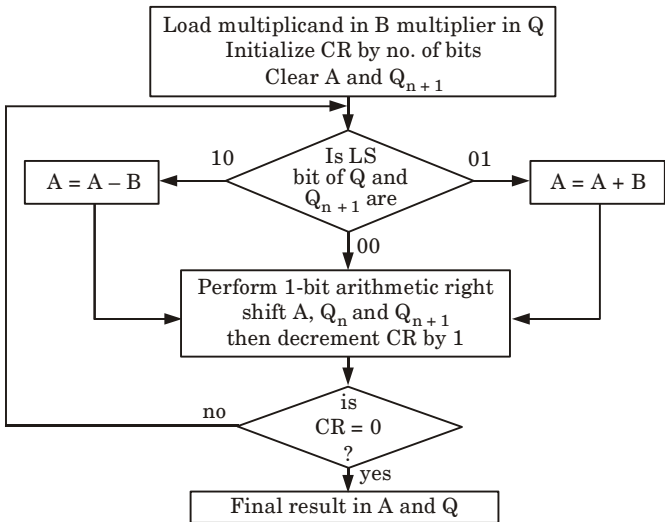 Load multiplicand in B multiplier in Q
Initialize CR by no. of bits
Clear A and Qn + 1
10
Is LS
bit of Q and
Qn + 1 are
01
A = A – B
A = A + B
00
Perform 1-bit arithmetic right
shift A, Qn and Qn + 1
then decrement CR by 1
no
is
CR = 0
?
yes
Final result in A and Q